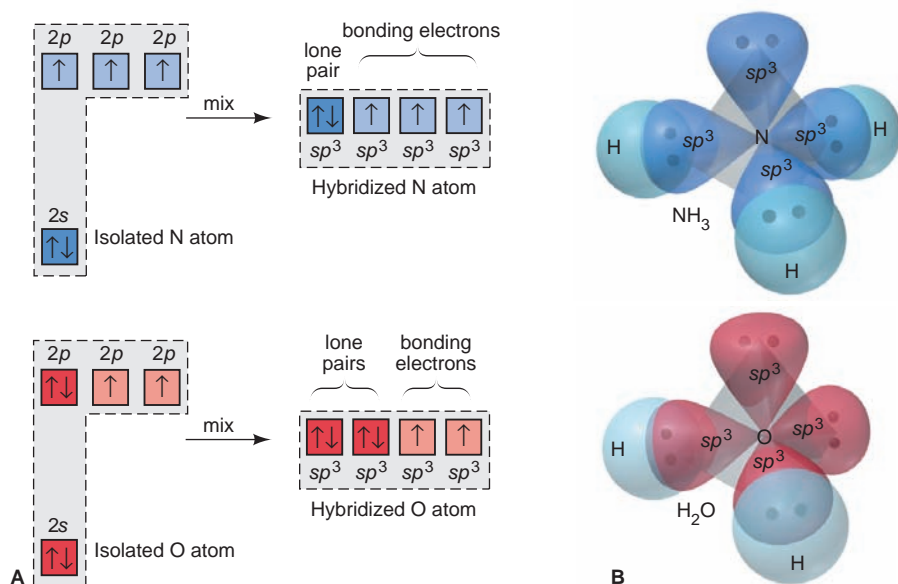 2p 2p 2p
↑ ↑ ↑
mix
2s
↑↓
Isolated N atom
bonding electrons
lone
pair
↑↓ ↑ ↑ ↑
sp³ sp³ sp³ sp³
Hybridized N atom
sp³
H sp³ N sp³ H
sp³
NH₃
H
2p 2p 2p
↑↓ ↑ ↑
mix
2s
↑↓
Isolated O atom
lone
pairs
bonding
electrons
↑↓ ↑↓ ↑ ↑
sp³ sp³ sp³ sp³
Hybridized O atom
A
sp³
H sp³ O sp³
sp³
H₂O
H
B